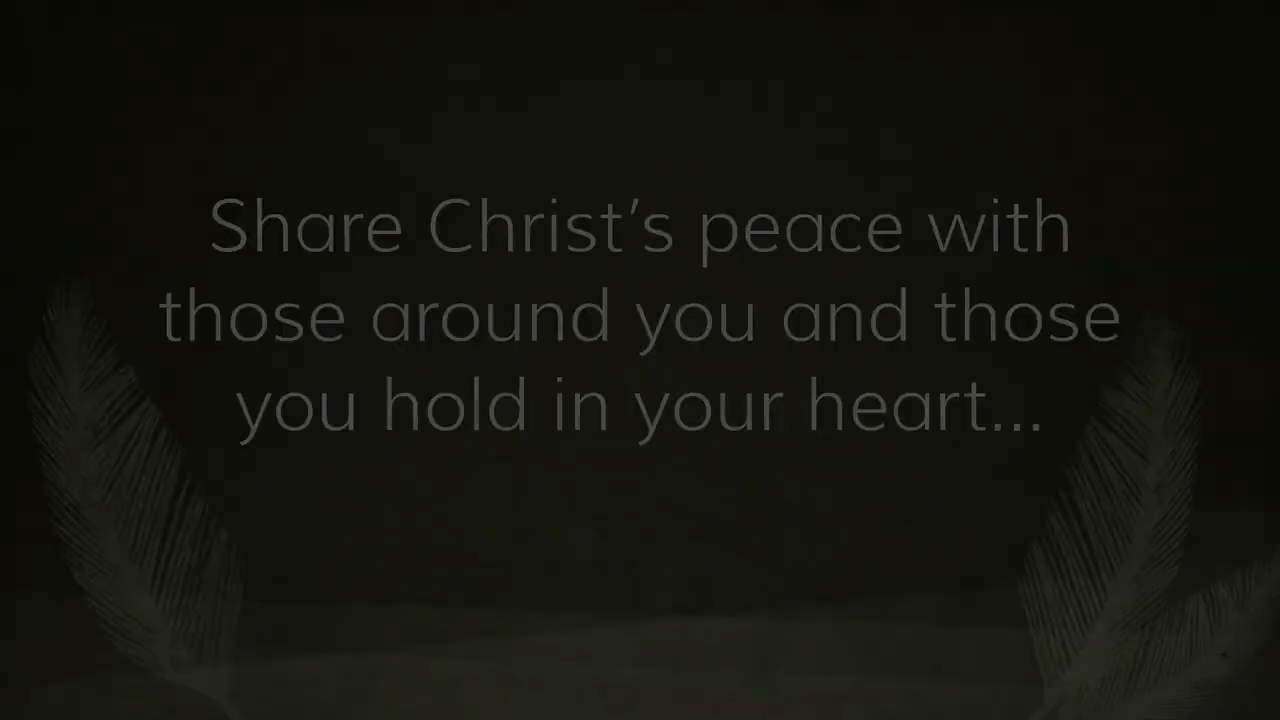 Share Christ’s peace with
those around you and those
you hold in your heart...